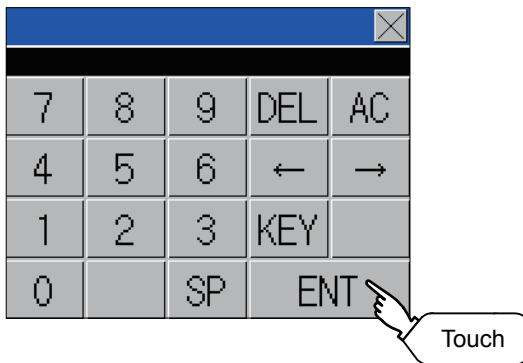 7 8 9 DEL AC
4 5 6 ← →
1 2 3 KEY
0 SP ENT
Touch